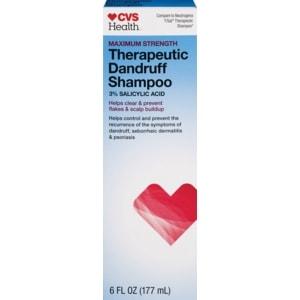 CVS
Health.
Compare to Neutrogena
T/Sal® Therapeutic
Shampoo*
MAXIMUM STRENGTH
Therapeutic
Dandruff
Shampoo
3% SALICYLIC ACID
Helps clear & prevent
flakes & scalp buildup
Helps control and prevent the
recurrence of the symptoms of
dandruff, seborrheic dermatitis
& psoriasis
6 FL OZ (177 mL)